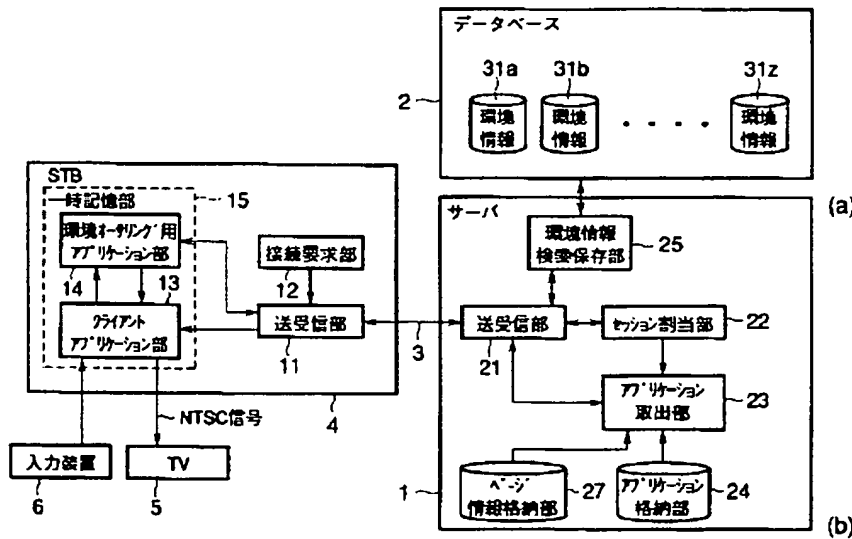 データベース
31a
31b
31z
2
環境
情報
環境
情報
・・・・
環境
情報
STB
一時記憶部
15
環境オーサリング用
アプリケーション部
14
13
クライアント
アプリケーション部
接続要求部
12
送受信部
11
3
4
NTSC信号
入力装置
6
TV
5
(a)
サーバ
環境情報
検索保存部
25
送受信部
21
セッション割当部
22
アプリケーション
取出部
23
1
ページ
情報格納部
27
アプリケーション
格納部
24
(b)